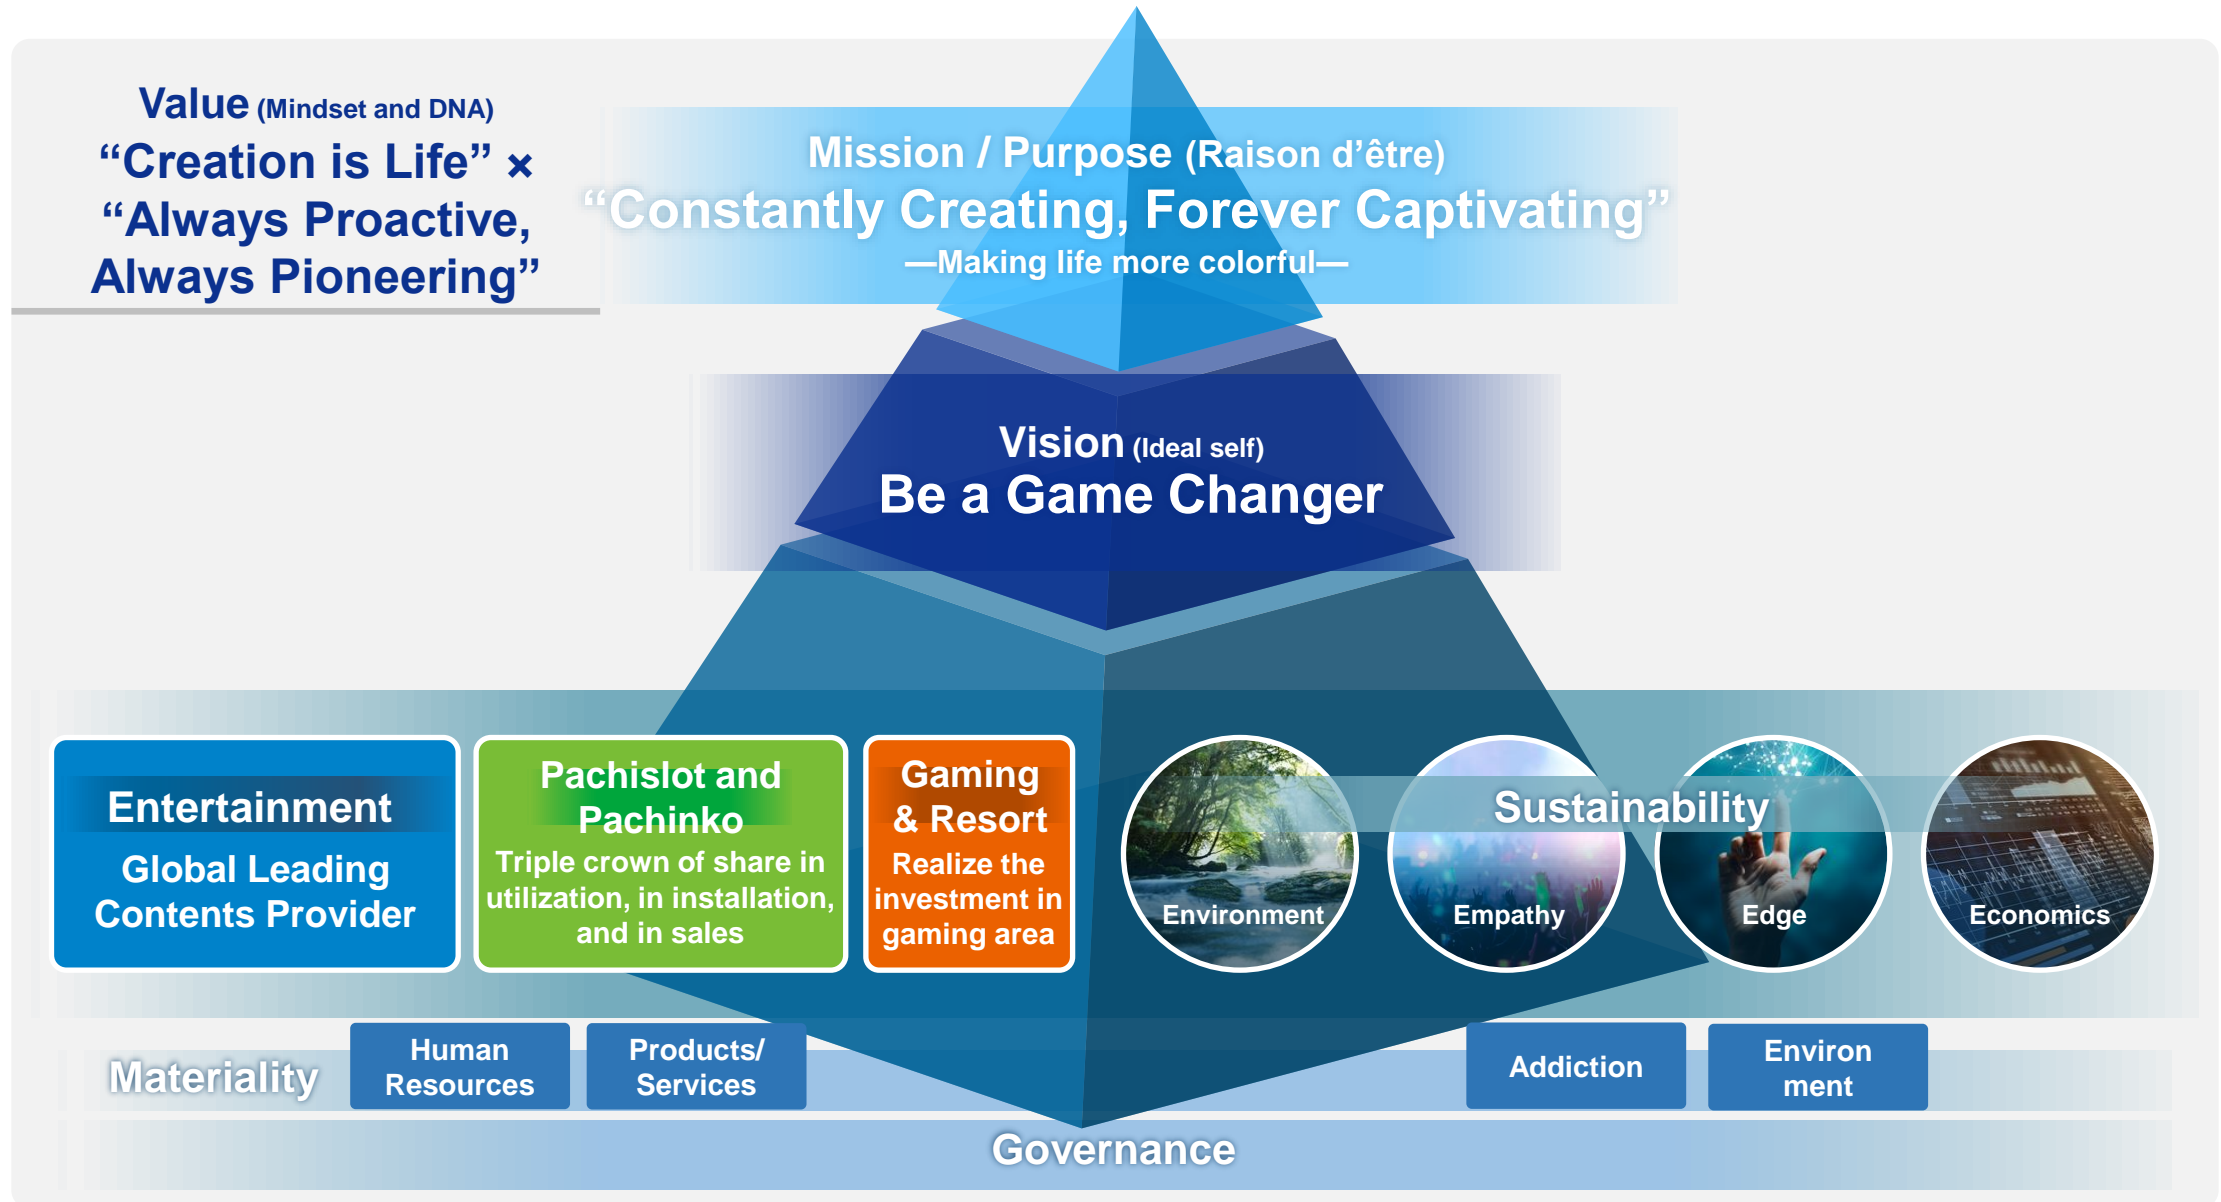 Value (Mindset and DNA)
“Creation is Life” ×
“Always Proactive,
Always Pioneering”
Mission / Purpose (Raison d’être)
“Constantly Creating, Forever Captivating”
—Making life more colorful—
Vision (Ideal self)
Be a Game Changer
Entertainment
Global Leading
Contents Provider
Pachislot and
Pachinko
Triple crown of share in
utilization, in installation,
and in sales
Gaming
& Resort
Realize the
investment in
gaming area
Sustainability
Environment
Empathy
Edge
Economics
Materiality
Human
Resources
Products/
Services
Addiction
Environ
ment
Governance